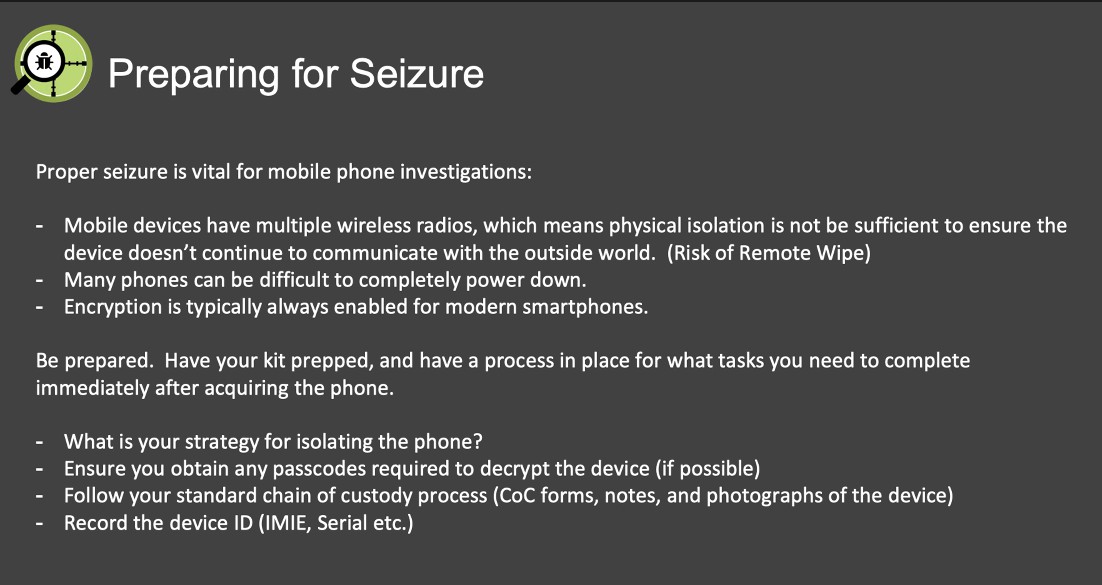 Preparing for Seizure
Proper seizure is vital for mobile phone investigations:
- Mobile devices have multiple wireless radios, which means physical isolation is not be sufficient to ensure the
device doesn’t continue to communicate with the outside world.  (Risk of Remote Wipe)
- Many phones can be difficult to completely power down.
- Encryption is typically always enabled for modern smartphones.
Be prepared.  Have your kit prepped, and have a process in place for what tasks you need to complete
immediately after acquiring the phone.
- What is your strategy for isolating the phone?
- Ensure you obtain any passcodes required to decrypt the device (if possible)
- Follow your standard chain of custody process (CoC forms, notes, and photographs of the device)
- Record the device ID (IMIE, Serial etc.)